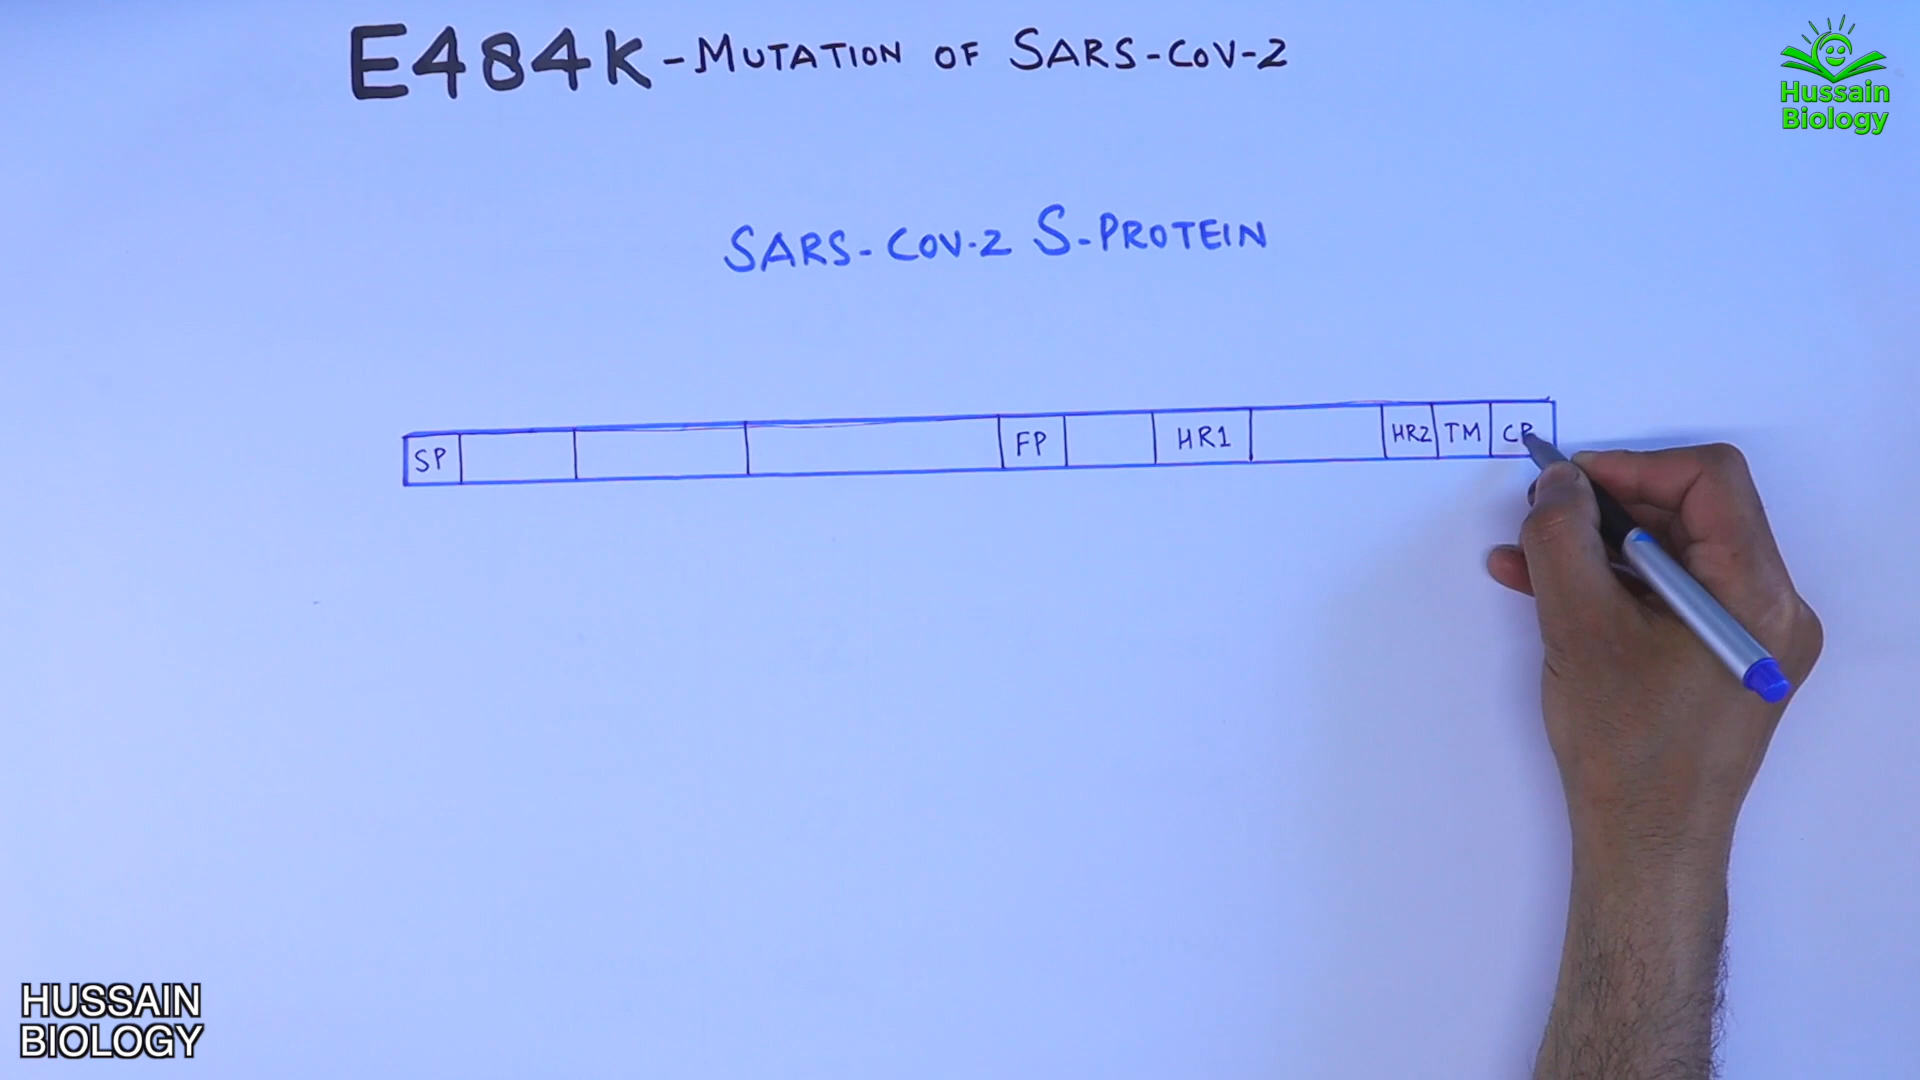 E484K - MUTATION OF SARS-COV-2
Hussain
Biology
SARS-COV-2 S-PROTEIN
SP FP HR1 HR2 TM CP
HUSSAIN
BIOLOGY